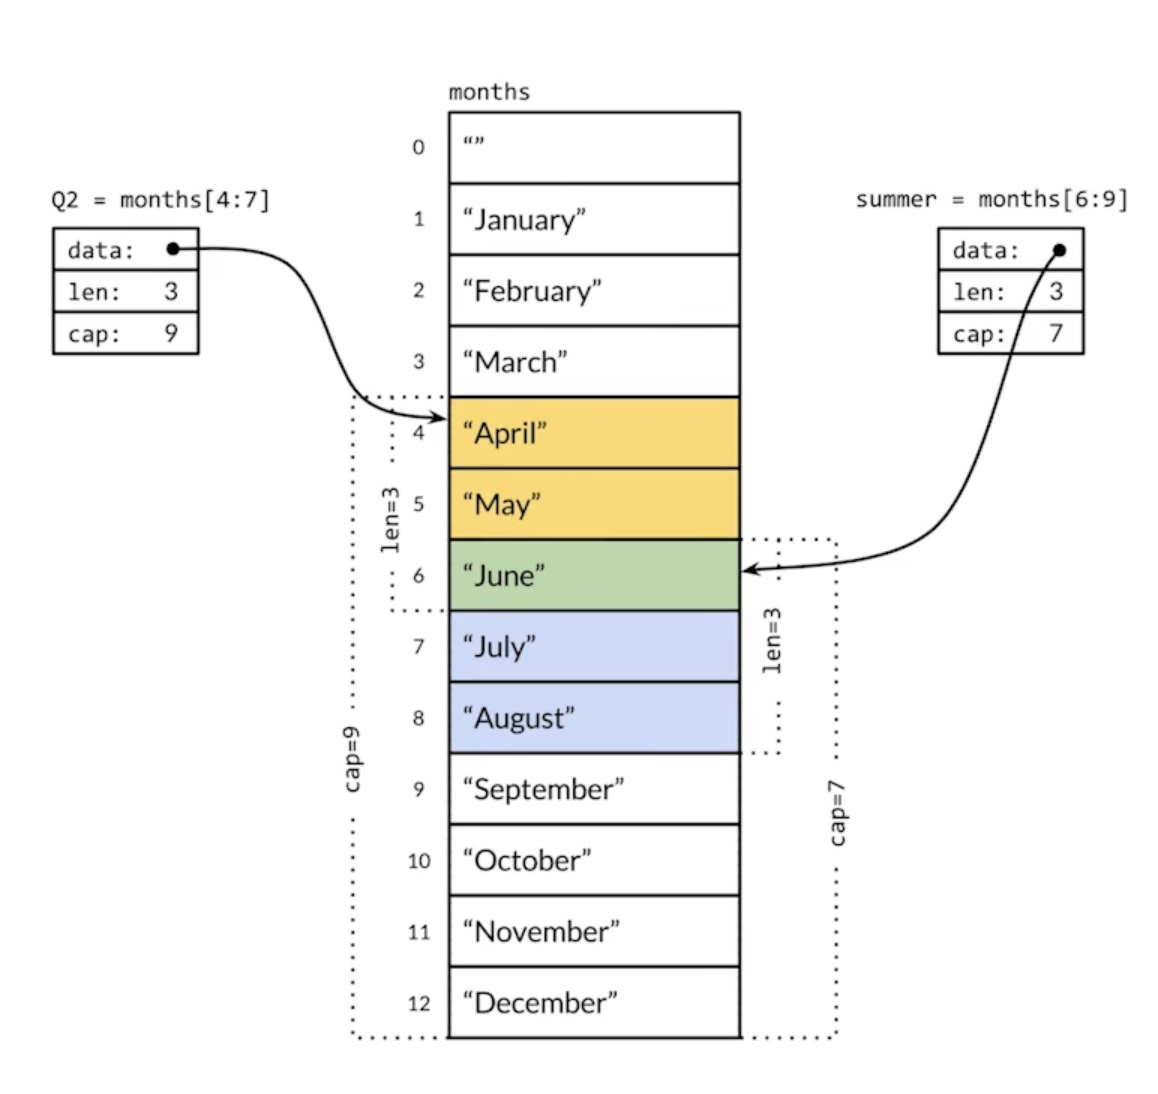 months
0 “”
Q2 = months[4:7]
data:
len: 3
cap: 9
summer = months[6:9]
data:
len: 3
cap: 7
1 “January”
2 “February”
3 “March”
4 “April”
5 “May”
6 “June”
7 “July”
8 “August”
9 “September”
10 “October”
11 “November”
12 “December”
len=3
cap=9
len=3
cap=7